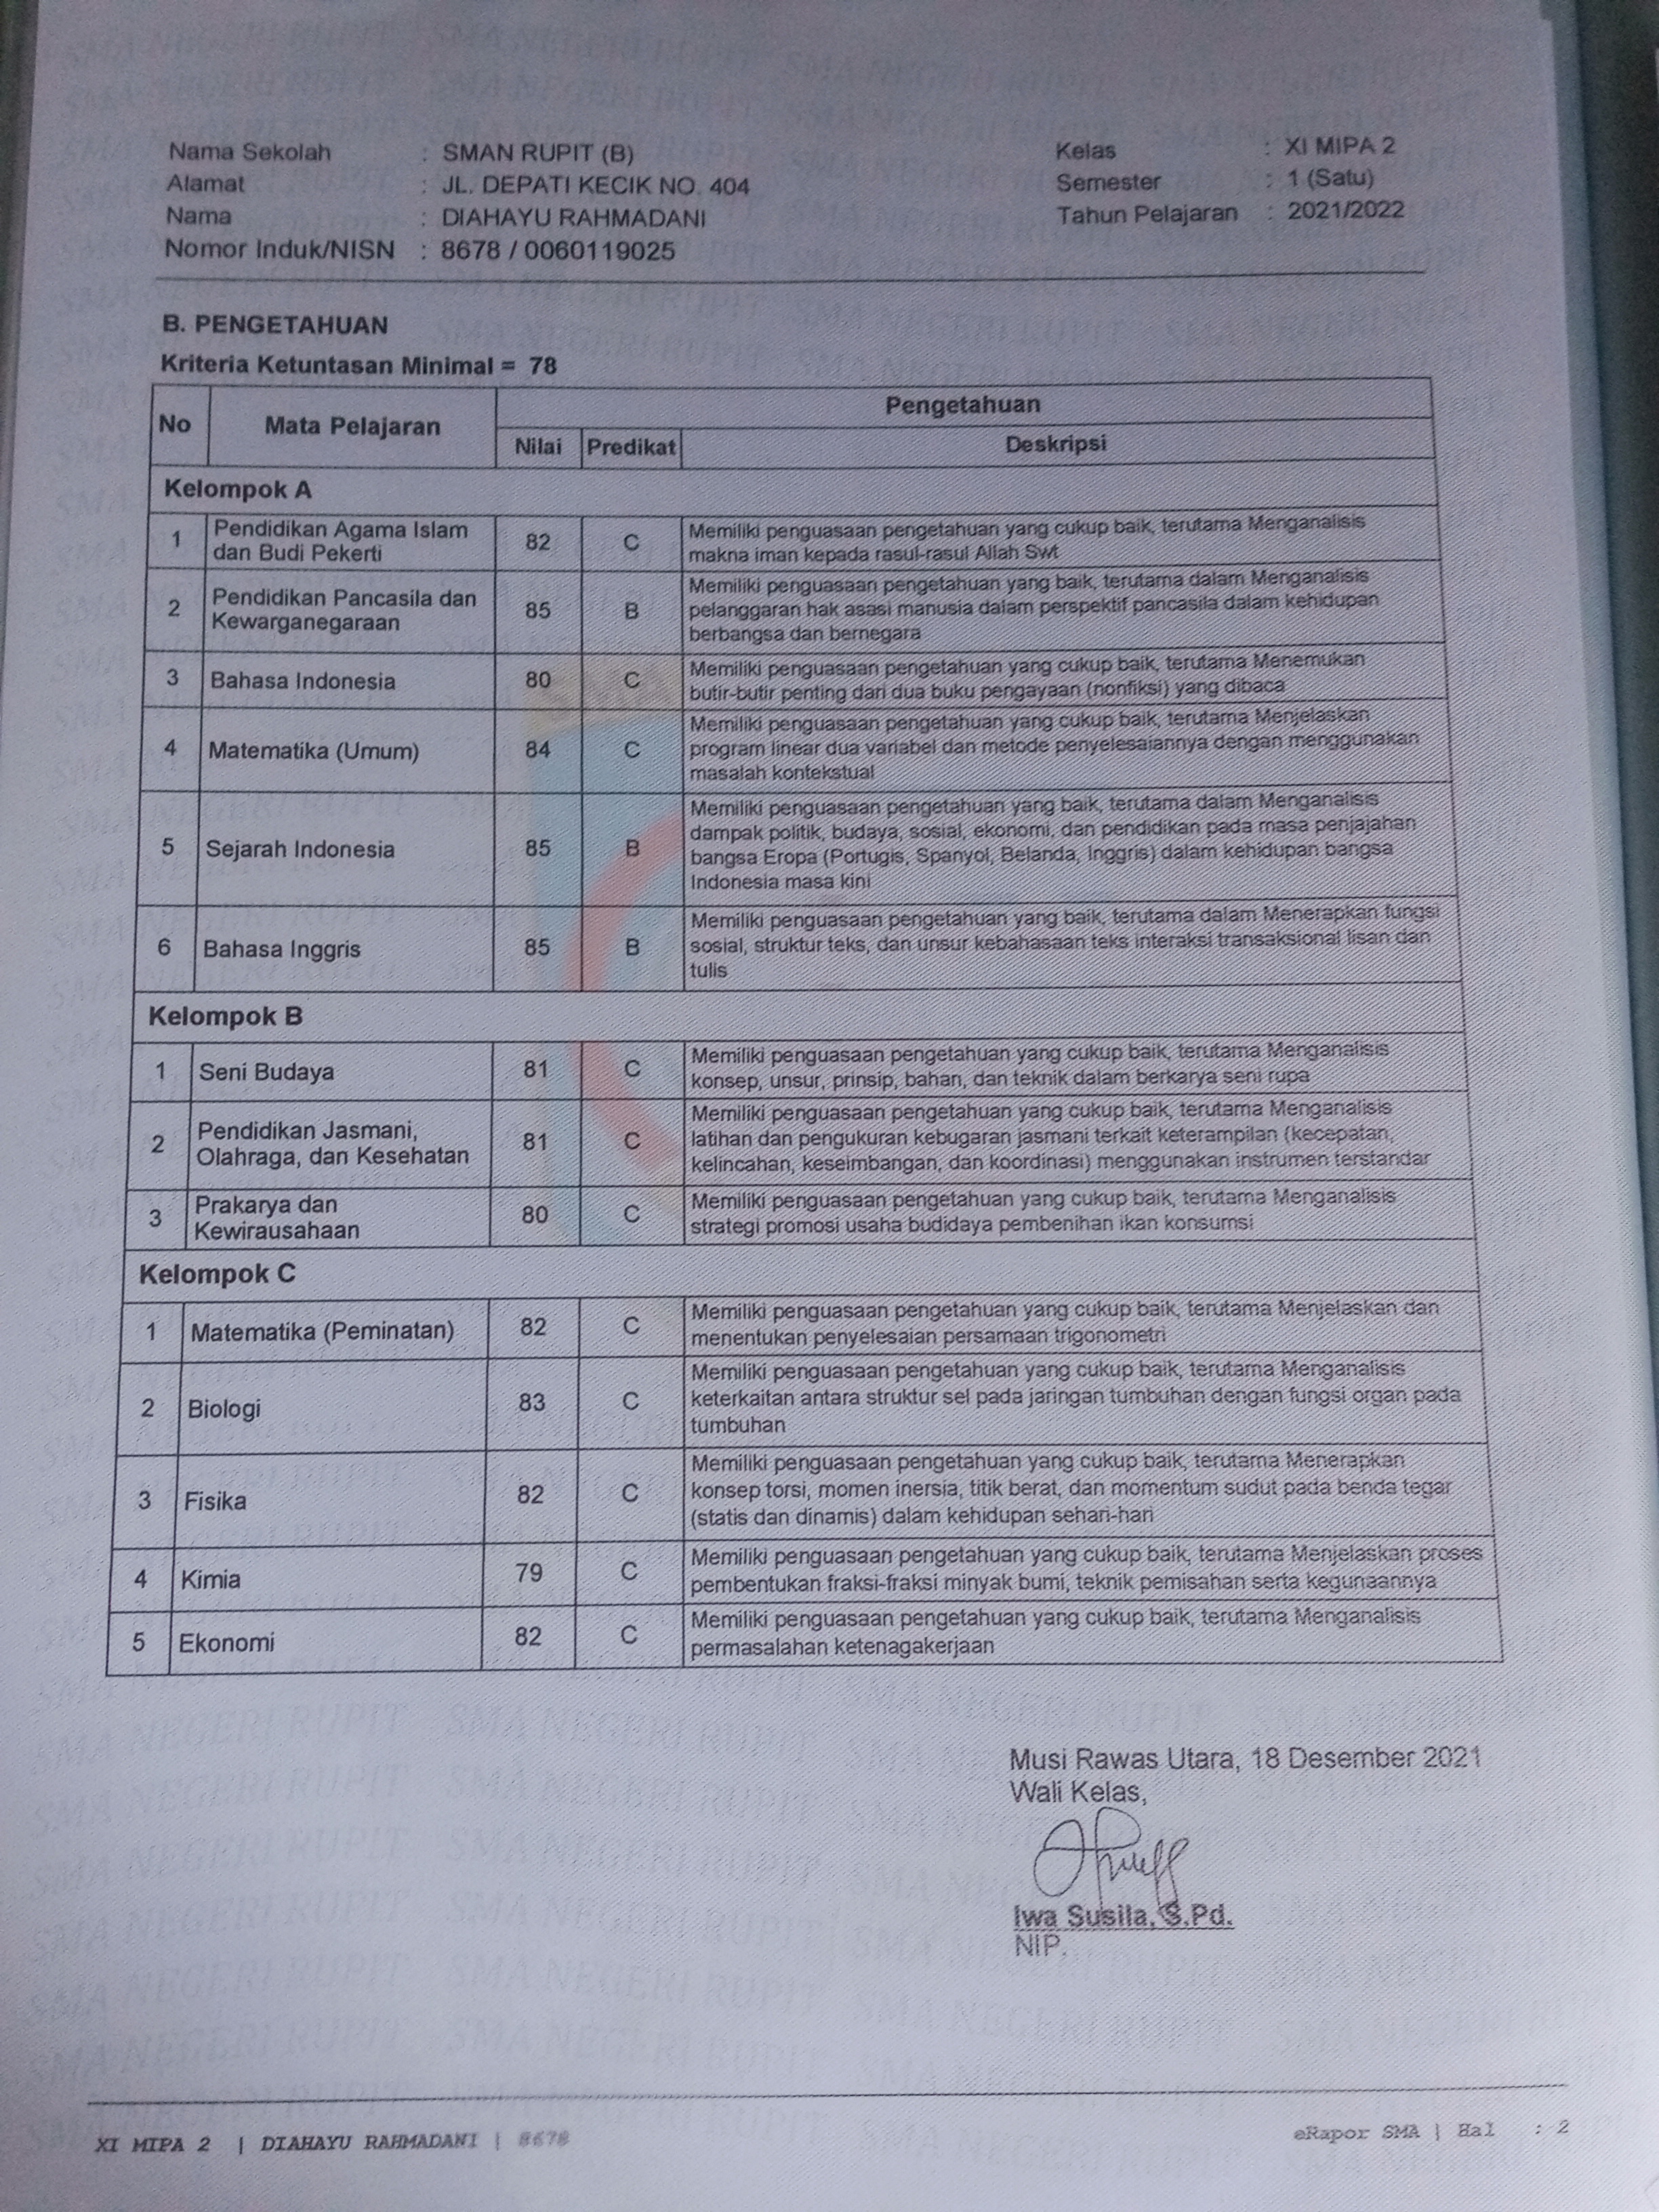 Nama Sekolah : SMAN RUPIT (B) Kelas : XI MIPA 2
Alamat : JL. DEPATI KECIK NO. 404 Semester : 1 (Satu)
Nama : DIAHAYU RAHMADANI Tahun Pelajaran : 2021/2022
Nomor Induk/NISN : 8678 / 0060119025
B. PENGETAHUAN
Kriteria Ketuntasan Minimal = 78
No Mata Pelajaran Pengetahuan
Nilai Predikat Deskripsi
Kelompok A
1 Pendidikan Agama Islam dan Budi Pekerti 82 C Memiliki penguasaan pengetahuan yang cukup baik, terutama Menganalisis
makna iman kepada rasul-rasul Allah Swt
2 Pendidikan Pancasila dan Kewarganegaraan 85 B Memiliki penguasaan pengetahuan yang baik, terutama dalam Menganalisis
pelanggaran hak asasi manusia dalam perspektif pancasila dalam kehidupan
berbangsa dan bernegara
3 Bahasa Indonesia 80 C Memiliki penguasaan pengetahuan yang cukup baik, terutama Menemukan
butir-butir penting dari dua buku pengayaan (nonfiksi) yang dibaca
4 Matematika (Umum) 84 C Memiliki penguasaan pengetahuan yang cukup baik, terutama Menjelaskan
program linear dua variabel dan metode penyelesaiannya dengan menggunakan
masalah kontekstual
5 Sejarah Indonesia 85 B Memiliki penguasaan pengetahuan yang baik, terutama dalam Menganalisis
dampak politik, budaya, sosial, ekonomi, dan pendidikan pada masa penjajahan
bangsa Eropa (Portugis, Spanyol, Belanda, Inggris) dalam kehidupan bangsa
Indonesia masa kini
6 Bahasa Inggris 85 B Memiliki penguasaan pengetahuan yang baik, terutama dalam Menerapkan fungsi
sosial, struktur teks, dan unsur kebahasaan teks interaksi transaksional lisan dan
tulis
Kelompok B
1 Seni Budaya 81 C Memiliki penguasaan pengetahuan yang cukup baik, terutama Menganalisis
konsep, unsur, prinsip, bahan, dan teknik dalam berkarya seni rupa
2 Pendidikan Jasmani, Olahraga, dan Kesehatan 81 C Memiliki penguasaan pengetahuan yang cukup baik, terutama Menganalisis
latihan dan pengukuran kebugaran jasmani terkait keterampilan (kecepatan,
kelincahan, keseimbangan, dan koordinasi) menggunakan instrumen terstandar
3 Prakarya dan Kewirausahaan 80 C Memiliki penguasaan pengetahuan yang cukup baik, terutama Menganalisis
strategi promosi usaha budidaya pembenihan ikan konsumsi
Kelompok C
1 Matematika (Peminatan) 82 C Memiliki penguasaan pengetahuan yang cukup baik, terutama Menjelaskan dan
menentukan penyelesaian persamaan trigonometri
2 Biologi 83 C Memiliki penguasaan pengetahuan yang cukup baik, terutama Menganalisis
keterkaitan antara struktur sel pada jaringan tumbuhan dengan fungsi organ pada
tumbuhan
3 Fisika 82 C Memiliki penguasaan pengetahuan yang cukup baik, terutama Menerapkan
konsep torsi, momen inersia, titik berat, dan momentum sudut pada benda tegar
(statis dan dinamis) dalam kehidupan sehari-hari
4 Kimia 79 C Memiliki penguasaan pengetahuan yang cukup baik, terutama Menjelaskan proses
pembentukan fraksi-fraksi minyak bumi, teknik pemisahan serta kegunaannya
5 Ekonomi 82 C Memiliki penguasaan pengetahuan yang cukup baik, terutama Menganalisis
permasalahan ketenagakerjaan
Musi Rawas Utara, 18 Desember 2021
Wali Kelas,
Iwa Susila, S.Pd.
NIP.
XI MIPA 2 | DIAHAYU RAHMADANI | 8678 eRapor SMA | Hal : 2